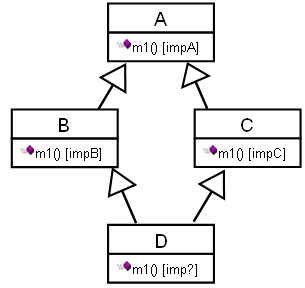 A
m1() [impA]
B
C
m1() [impB]
m1() [impC]
D
m1() [imp?]